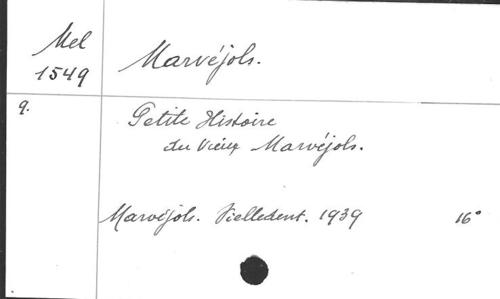 Mel
1549
Marvéjols.
9.
Petite Histoire
du Vieux Marvéjols.
Marvéjols. Vielledent. 1939 16°